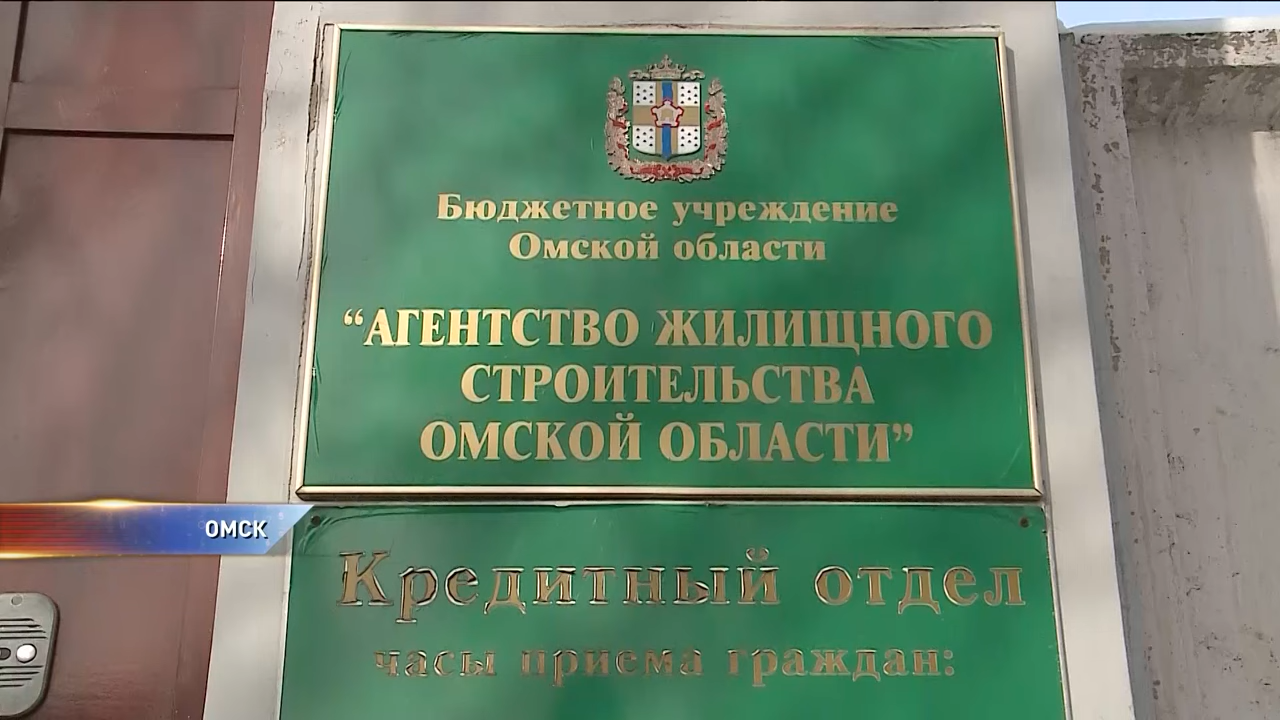 Бюджетное учреждение
Омской области
“АГЕНТСТВО ЖИЛИЩНОГО
СТРОИТЕЛЬСТВА
ОМСКОЙ ОБЛАСТИ”
ОМСК
Кредитный отдел
часы приема граждан: